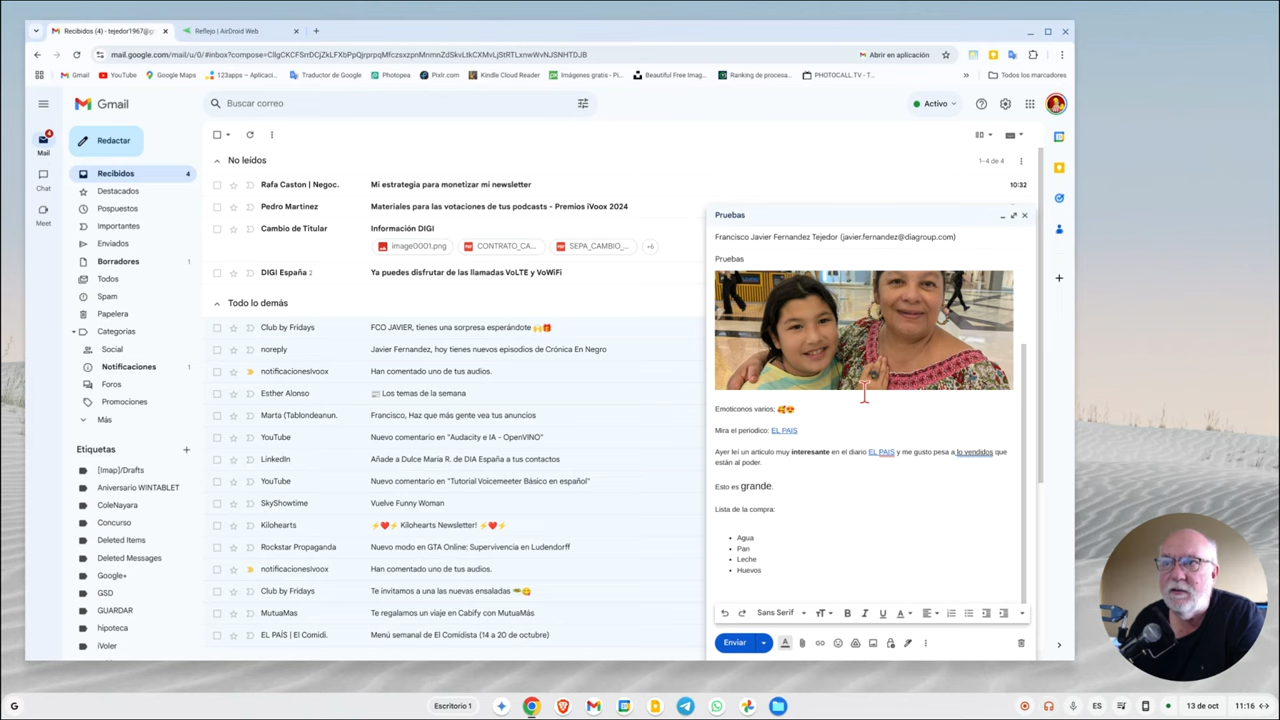 Recibidos (4) - tejedor1967@g
Reflejo | AirDroid Web
mail.google.com/mail/u/0/#inbox?compose=
Abrir en aplicación
Gmail
YouTube
Google Maps
123apps – Aplicaci...
Traductor de Google
Photopea
Pixlr.com
Kindle Cloud Reader
Imágenes gratis - Pi...
Beautiful Free Imag...
Ranking de procesa...
PHOTOCALL.TV - T...
»
Todos los marcadores
Gmail
Buscar correo
Activo
4
Mail
Chat
Meet
Redactar
Recibidos 4
Destacados
Pospuestos
Importantes
Enviados
Borradores 1
Todos
Spam
Papelera
Categorías
Social
Notificaciones 1
Foros
Promociones
Más
Etiquetas
[Imap]/Drafts
Aniversario WINTABLET
ColeNayara
Concurso
Deleted Items
Deleted Messages
Google+
GSD
GUARDAR
hipoteca
iVoler
No leídos
1–4 de 4
Rafa Caston | Negoc. Mi estrategia para monetizar mi newsletter 10:32
Pedro Martinez Materiales para las votaciones de tus podcasts - Premios iVoox 2024
Cambio de Titular Información DIGI
image0001.png CONTRATO_CA... SEPA_CAMBIO_... +6
DIGI España 2 Ya puedes disfrutar de las llamadas VoLTE y VoWiFi
Todo lo demás
Club by Fridays FCO JAVIER, tienes una sorpresa esperándote 🙌🎁
noreply Javier Fernandez, hoy tienes nuevos episodios de Crónica En Negro
notificacionesIvoox Han comentado uno de tus audios.
Esther Alonso 📰 Los temas de la semana
Marta (Tablondeanun. Francisco, Haz que más gente vea tus anuncios
YouTube Nuevo comentario en "Audacity e IA - OpenVINO"
LinkedIn Añade a Dulce María R. de DIA España a tus contactos
YouTube Nuevo comentario en "Tutorial Voicemeeter Básico en español"
SkyShowtime Vuelve Funny Woman
Kilohearts ⚡❤️⚡ Kilohearts Newsletter! ⚡❤️⚡
Rockstar Propaganda Nuevo modo en GTA Online: Supervivencia en Ludendorff
notificacionesIvoox Han comentado uno de tus audios.
Club by Fridays Te invitamos a una las nuevas ensaladas 🥗😋
MutuaMas Te regalamos un viaje en Cabify con MutuaMás
EL PAÍS | El Comidi. Menú semanal de El Comidista (14 a 20 de octubre)
Pruebas
Francisco Javier Fernandez Tejedor (javier.fernandez@diagroup.com)
Pruebas
Emoticonos varios; 🥰😍
Mira el periodico: EL PAIS
Ayer leí un articulo muy interesante en el diario EL PAIS y me gusto pesa a lo vendidos que
están al poder.
Esto es grande.
Lista de la compra:
• Agua
• Pan
• Leche
• Huevos
Sans Serif
Enviar
Escritorio 1
ES
13 de oct
11:16